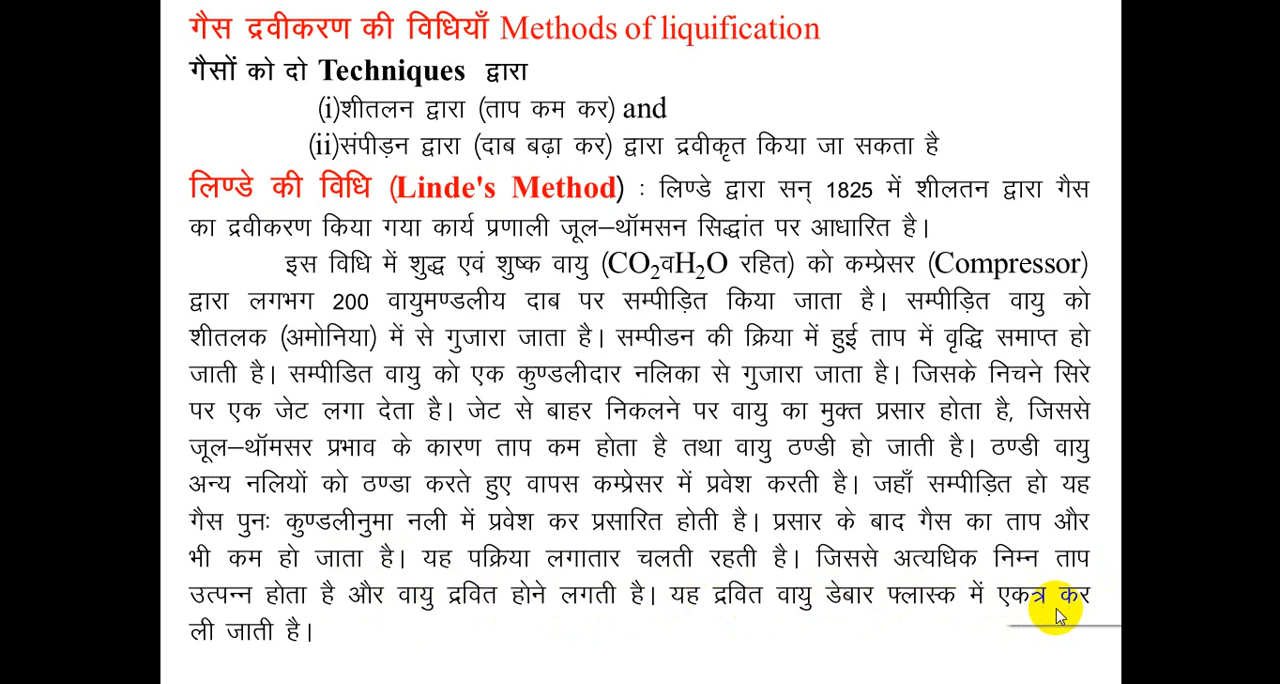 गैस द्रवीकरण की विधियाँ Methods of liquification
गैसों को दो Techniques द्वारा
(i)शीतलन द्वारा (ताप कम कर) and
(ii)संपीड़न द्वारा (दाब बढ़ा कर) द्वारा द्रवीकृत किया जा सकता है
लिण्डे की विधि (Linde's Method) : लिण्डे द्वारा सन् 1825 में शीलतन द्वारा गैस
का द्रवीकरण किया गया कार्य प्रणाली जूल–थॉमसन सिद्धांत पर आधारित है।
इस विधि में शुद्ध एवं शुष्क वायु (CO₂वH₂O रहित) को कम्प्रेसर (Compressor)
द्वारा लगभग 200 वायुमण्डलीय दाब पर सम्पीड़ित किया जाता है। सम्पीड़ित वायु को
शीतलक (अमोनिया) में से गुजारा जाता है। सम्पीडन की क्रिया में हुई ताप में वृद्धि समाप्त हो
जाती है। सम्पीडित वायु को एक कुण्डलीदार नलिका से गुजारा जाता है। जिसके निचने सिरे
पर एक जेट लगा देता है। जेट से बाहर निकलने पर वायु का मुक्त प्रसार होता है, जिससे
जूल–थॉमसर प्रभाव के कारण ताप कम होता है तथा वायु ठण्डी हो जाती है। ठण्डी वायु
अन्य नलियों को ठण्डा करते हुए वापस कम्प्रेसर में प्रवेश करती है। जहाँ सम्पीड़ित हो यह
गैस पुनः कुण्डलीनुमा नली में प्रवेश कर प्रसारित होती है। प्रसार के बाद गैस का ताप और
भी कम हो जाता है। यह पक्रिया लगातार चलती रहती है। जिससे अत्यधिक निम्न ताप
उत्पन्न होता है और वायु द्रवित होने लगती है। यह द्रवित वायु डेबार फ्लास्क में एकत्र कर
ली जाती है।